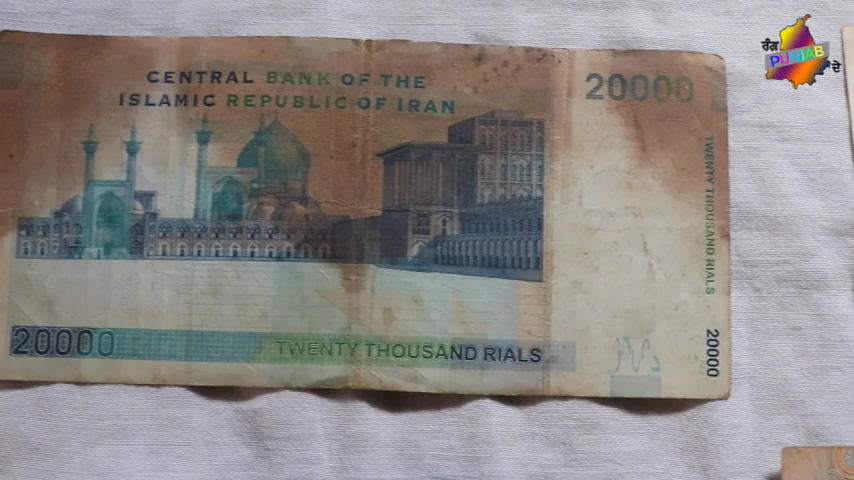 CENTRAL BANK OF THE
ISLAMIC REPUBLIC OF IRAN
20000
TWENTY THOUSAND RIALS
20000
20000
TWENTY THOUSAND RIALS
ਰੰਗ
PUNJAB
ਦੇ